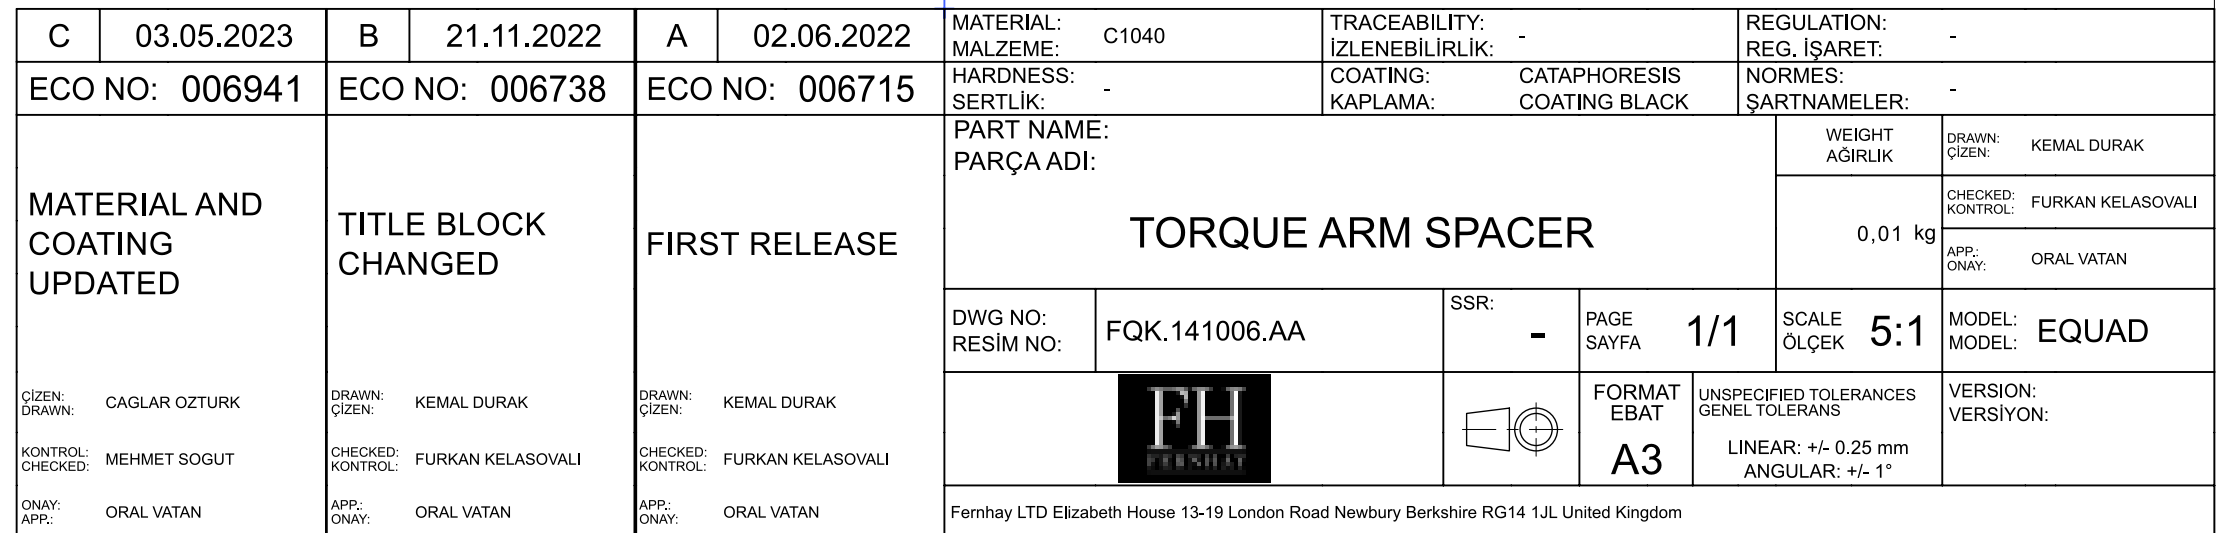 C 03.05.2023 B 21.11.2022 A 02.06.2022
ECO NO: 006941 ECO NO: 006738 ECO NO: 006715
MATERIAL AND
COATING
UPDATED
TITLE BLOCK
CHANGED
FIRST RELEASE
ÇİZEN:
DRAWN: CAGLAR OZTURK
KONTROL:
CHECKED: MEHMET SOGUT
ONAY:
APP.: ORAL VATAN
DRAWN:
ÇİZEN: KEMAL DURAK
CHECKED:
KONTROL: FURKAN KELASOVALI
APP.:
ONAY: ORAL VATAN
DRAWN:
ÇİZEN: KEMAL DURAK
CHECKED:
KONTROL: FURKAN KELASOVALI
APP.:
ONAY: ORAL VATAN
MATERIAL:
MALZEME: C1040
TRACEABILITY:
İZLENEBİLİRLİK: -
REGULATION:
REG. İŞARET: -
HARDNESS:
SERTLİK: -
COATING: CATAPHORESIS
KAPLAMA: COATING BLACK
NORMES:
ŞARTNAMELER: -
PART NAME:
PARÇA ADI:
TORQUE ARM SPACER
WEIGHT
AĞIRLIK
0,01 kg
DRAWN:
ÇİZEN: KEMAL DURAK
CHECKED:
KONTROL: FURKAN KELASOVALI
APP.:
ONAY: ORAL VATAN
DWG NO:
RESİM NO: FQK.141006.AA
SSR: -
PAGE
SAYFA 1/1
SCALE
ÖLÇEK 5:1
MODEL:
MODEL: EQUAD
FH
FERNHAY
FORMAT
EBAT
A3
UNSPECIFIED TOLERANCES
GENEL TOLERANS
LINEAR: +/- 0.25 mm
ANGULAR: +/- 1°
VERSION:
VERSİYON:
Fernhay LTD Elizabeth House 13-19 London Road Newbury Berkshire RG14 1JL United Kingdom